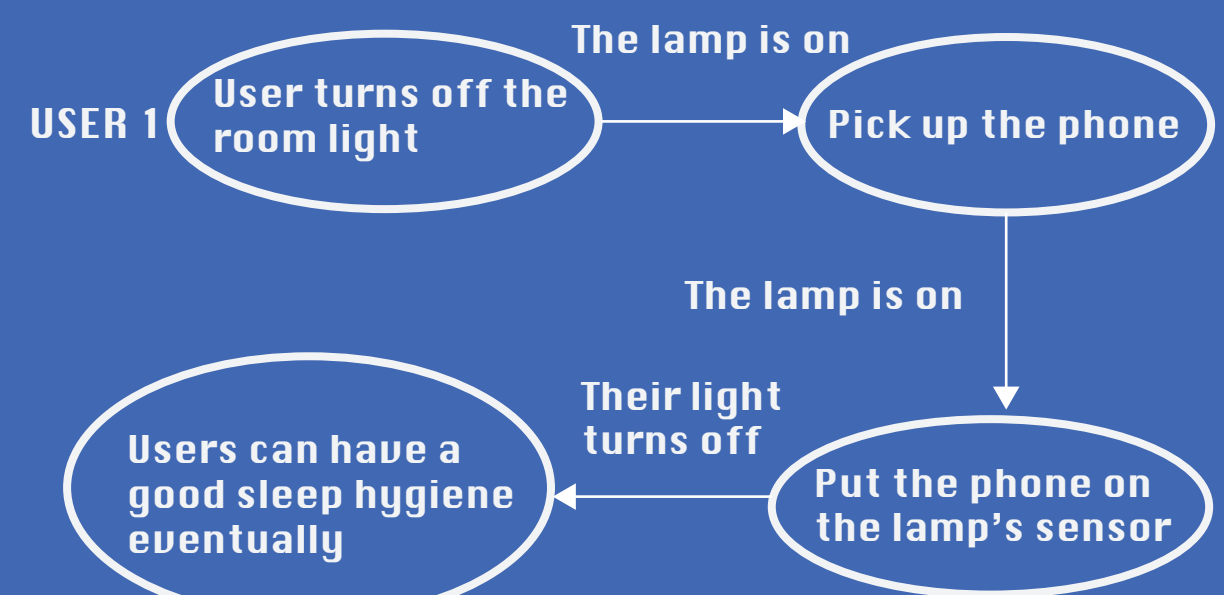 USER 1
User turns off the
room light
The lamp is on
Pick up the phone
The lamp is on
Put the phone on
the lamp's sensor
Their light
turns off
Users can have a
good sleep hygiene
eventually